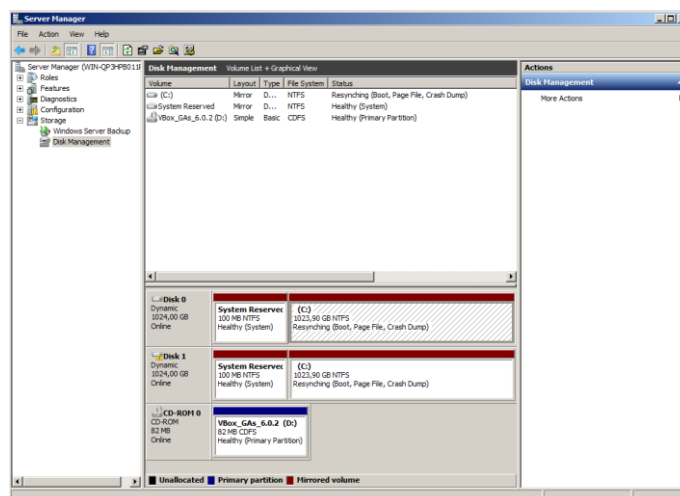 Server Manager
File Action View Help
Server Manager (WIN-QP3HPB011F
Roles
Features
Diagnostics
Configuration
Storage
Windows Server Backup
Disk Management
Disk Management Volume List + Graphical View
Volume Layout Type File System Status
(C:) Mirror D... NTFS Resynching (Boot, Page File, Crash Dump)
System Reserved Mirror D... NTFS Healthy (System)
VBox_GAs_6.0.2 (D:) Simple Basic CDFS Healthy (Primary Partition)
Disk 0
Dynamic
1024,00 GB
Online
System Reserved
100 MB NTFS
Healthy (System)
(C:)
1023,90 GB NTFS
Resynching (Boot, Page File, Crash Dump)
Disk 1
Dynamic
1024,00 GB
Online
System Reserved
100 MB NTFS
Healthy (System)
(C:)
1023,90 GB NTFS
Resynching (Boot, Page File, Crash Dump)
CD-ROM 0
CD-ROM
82 MB
Online
VBox_GAs_6.0.2 (D:)
82 MB CDFS
Healthy (Primary Partition)
Unallocated Primary partition Mirrored volume
Actions
Disk Management
More Actions